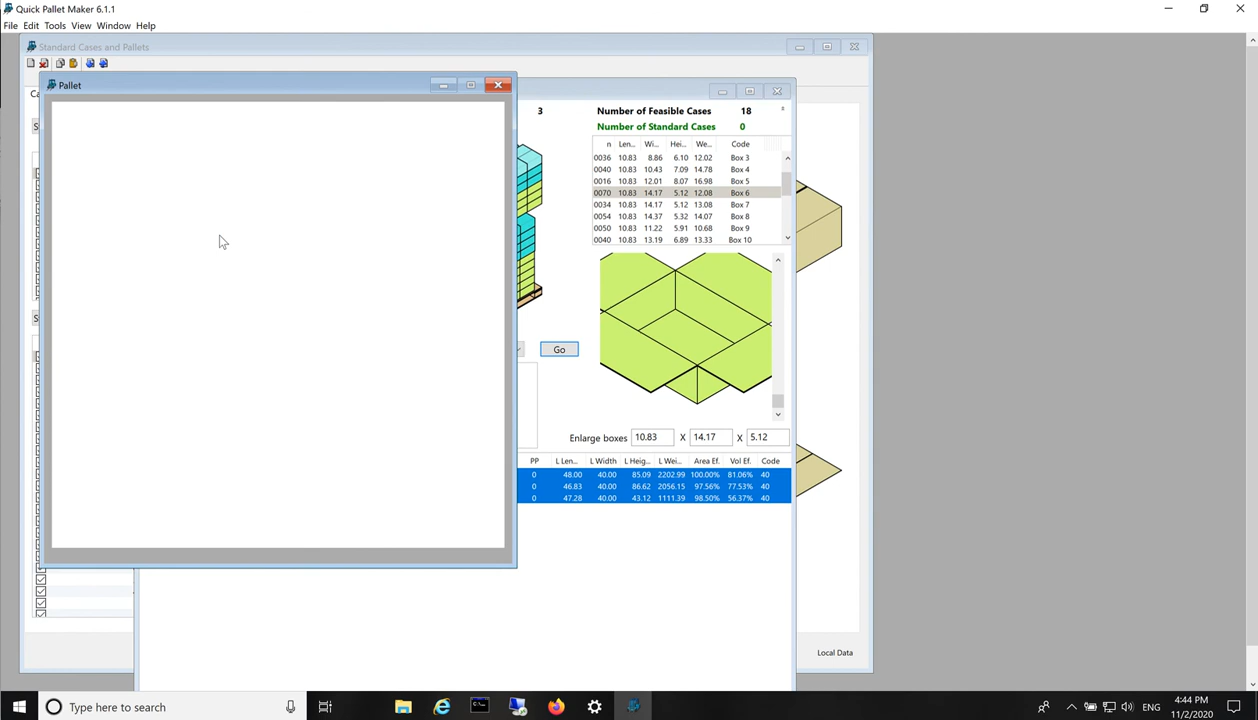 Quick Pallet Maker 6.1.1
File Edit Tools View Window Help
Standard Cases and Pallets
Pallet
3
Number of Feasible Cases 18
Number of Standard Cases 0
n Len... Wi... Hei... We... Code
0036 10.83 8.86 6.10 12.02 Box 3
0040 10.83 10.43 7.09 14.78 Box 4
0016 10.83 12.01 8.07 16.98 Box 5
0070 10.83 14.17 5.12 12.08 Box 6
0034 10.83 14.17 5.12 13.08 Box 7
0054 10.83 14.37 5.32 14.07 Box 8
0050 10.83 11.22 5.91 10.68 Box 9
0040 10.83 13.19 6.89 13.33 Box 10
Go
Enlarge boxes 10.83 X 14.17 X 5.12
PP L Len... L Width L Heig... L Wei... Area Ef. Vol Ef. Code
0 48.00 40.00 85.09 2202.99 100.00% 81.06% 40
0 46.83 40.00 86.62 2056.15 97.56% 77.53% 40
0 47.28 40.00 43.12 1111.39 98.50% 56.37% 40
Local Data
Type here to search
ENG
4:44 PM
11/2/2020